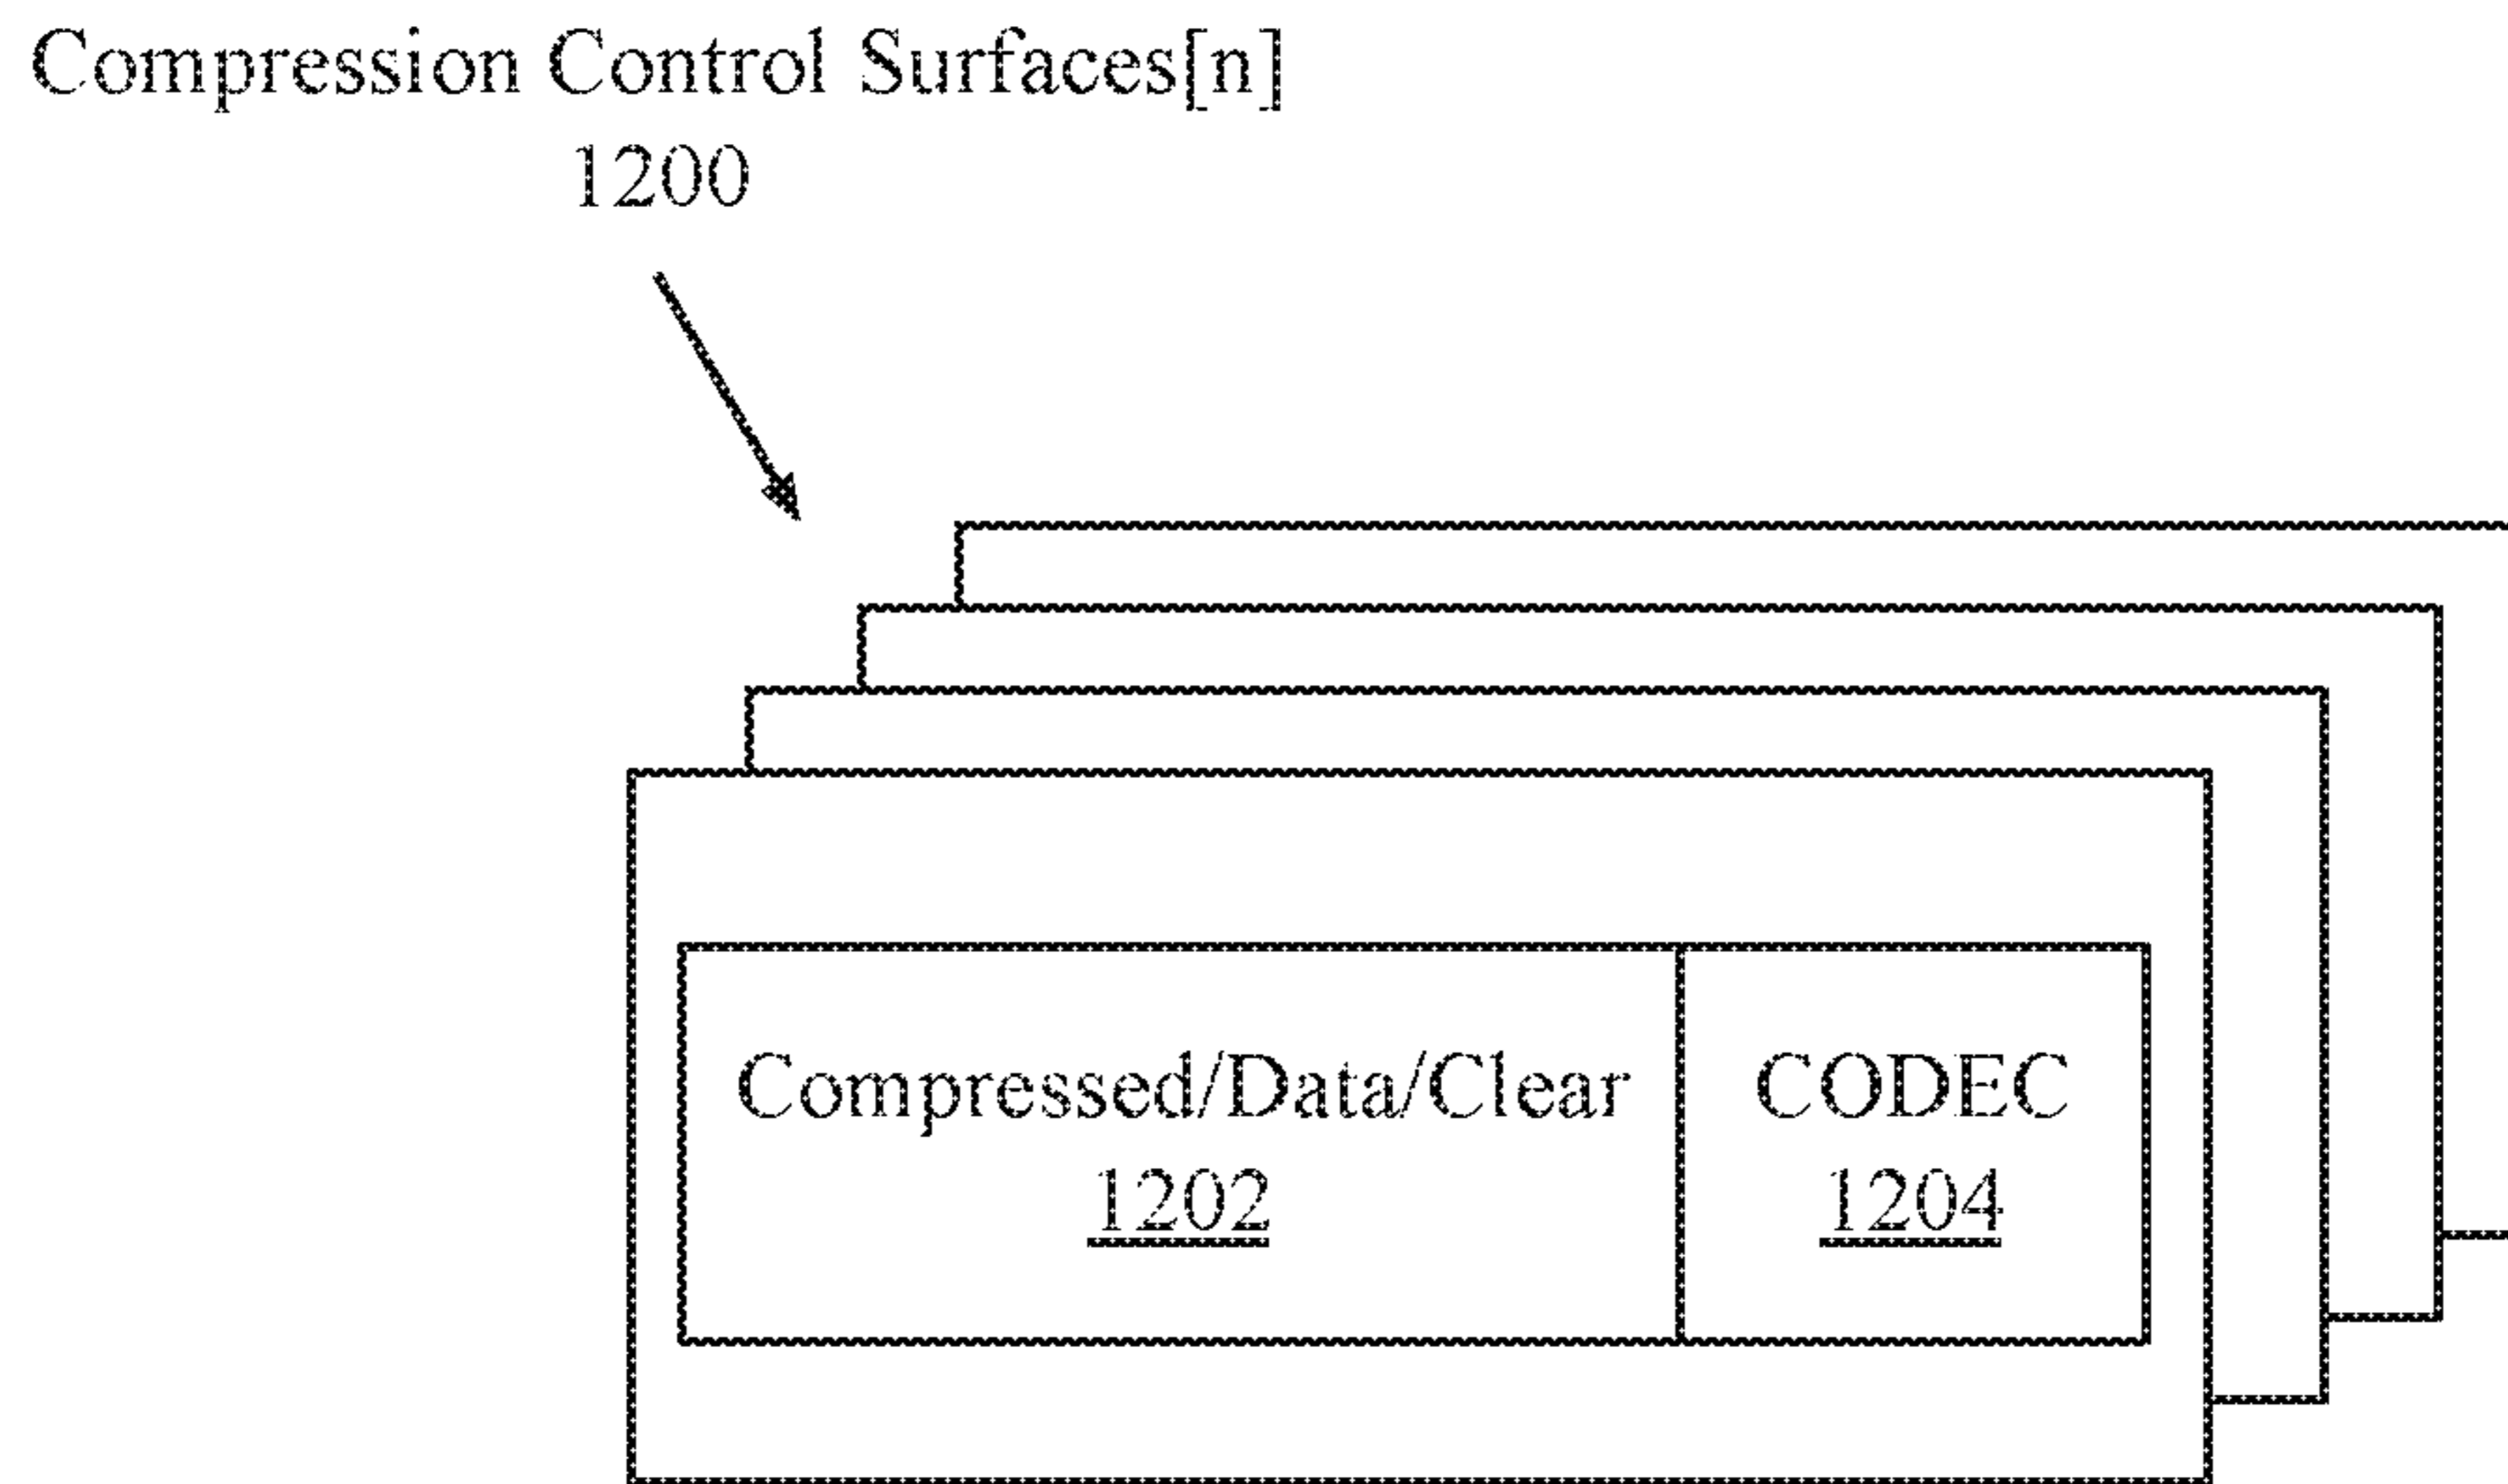 Compression Control Surfaces[n]
1200
Compressed/Data/Clear
1202
CODEC
1204